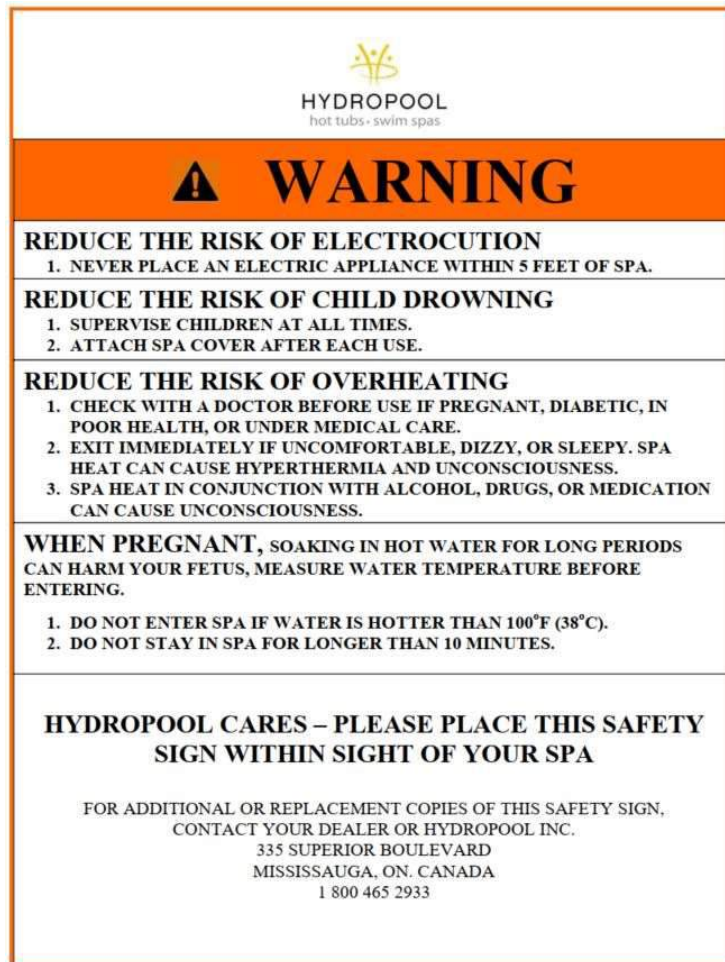 HYDROPOOL
hot tubs • swim spas
WARNING
REDUCE THE RISK OF ELECTROCUTION
1. NEVER PLACE AN ELECTRIC APPLIANCE WITHIN 5 FEET OF SPA.
REDUCE THE RISK OF CHILD DROWNING
1. SUPERVISE CHILDREN AT ALL TIMES.
2. ATTACH SPA COVER AFTER EACH USE.
REDUCE THE RISK OF OVERHEATING
1. CHECK WITH A DOCTOR BEFORE USE IF PREGNANT, DIABETIC, IN
POOR HEALTH, OR UNDER MEDICAL CARE.
2. EXIT IMMEDIATELY IF UNCOMFORTABLE, DIZZY, OR SLEEPY. SPA
HEAT CAN CAUSE HYPERTHERMIA AND UNCONSCIOUSNESS.
3. SPA HEAT IN CONJUNCTION WITH ALCOHOL, DRUGS, OR MEDICATION
CAN CAUSE UNCONSCIOUSNESS.
WHEN PREGNANT, SOAKING IN HOT WATER FOR LONG PERIODS
CAN HARM YOUR FETUS, MEASURE WATER TEMPERATURE BEFORE
ENTERING.
1. DO NOT ENTER SPA IF WATER IS HOTTER THAN 100°F (38°C).
2. DO NOT STAY IN SPA FOR LONGER THAN 10 MINUTES.
HYDROPOOL CARES – PLEASE PLACE THIS SAFETY
SIGN WITHIN SIGHT OF YOUR SPA
FOR ADDITIONAL OR REPLACEMENT COPIES OF THIS SAFETY SIGN,
CONTACT YOUR DEALER OR HYDROPOOL INC.
335 SUPERIOR BOULEVARD
MISSISSAUGA, ON. CANADA
1 800 465 2933